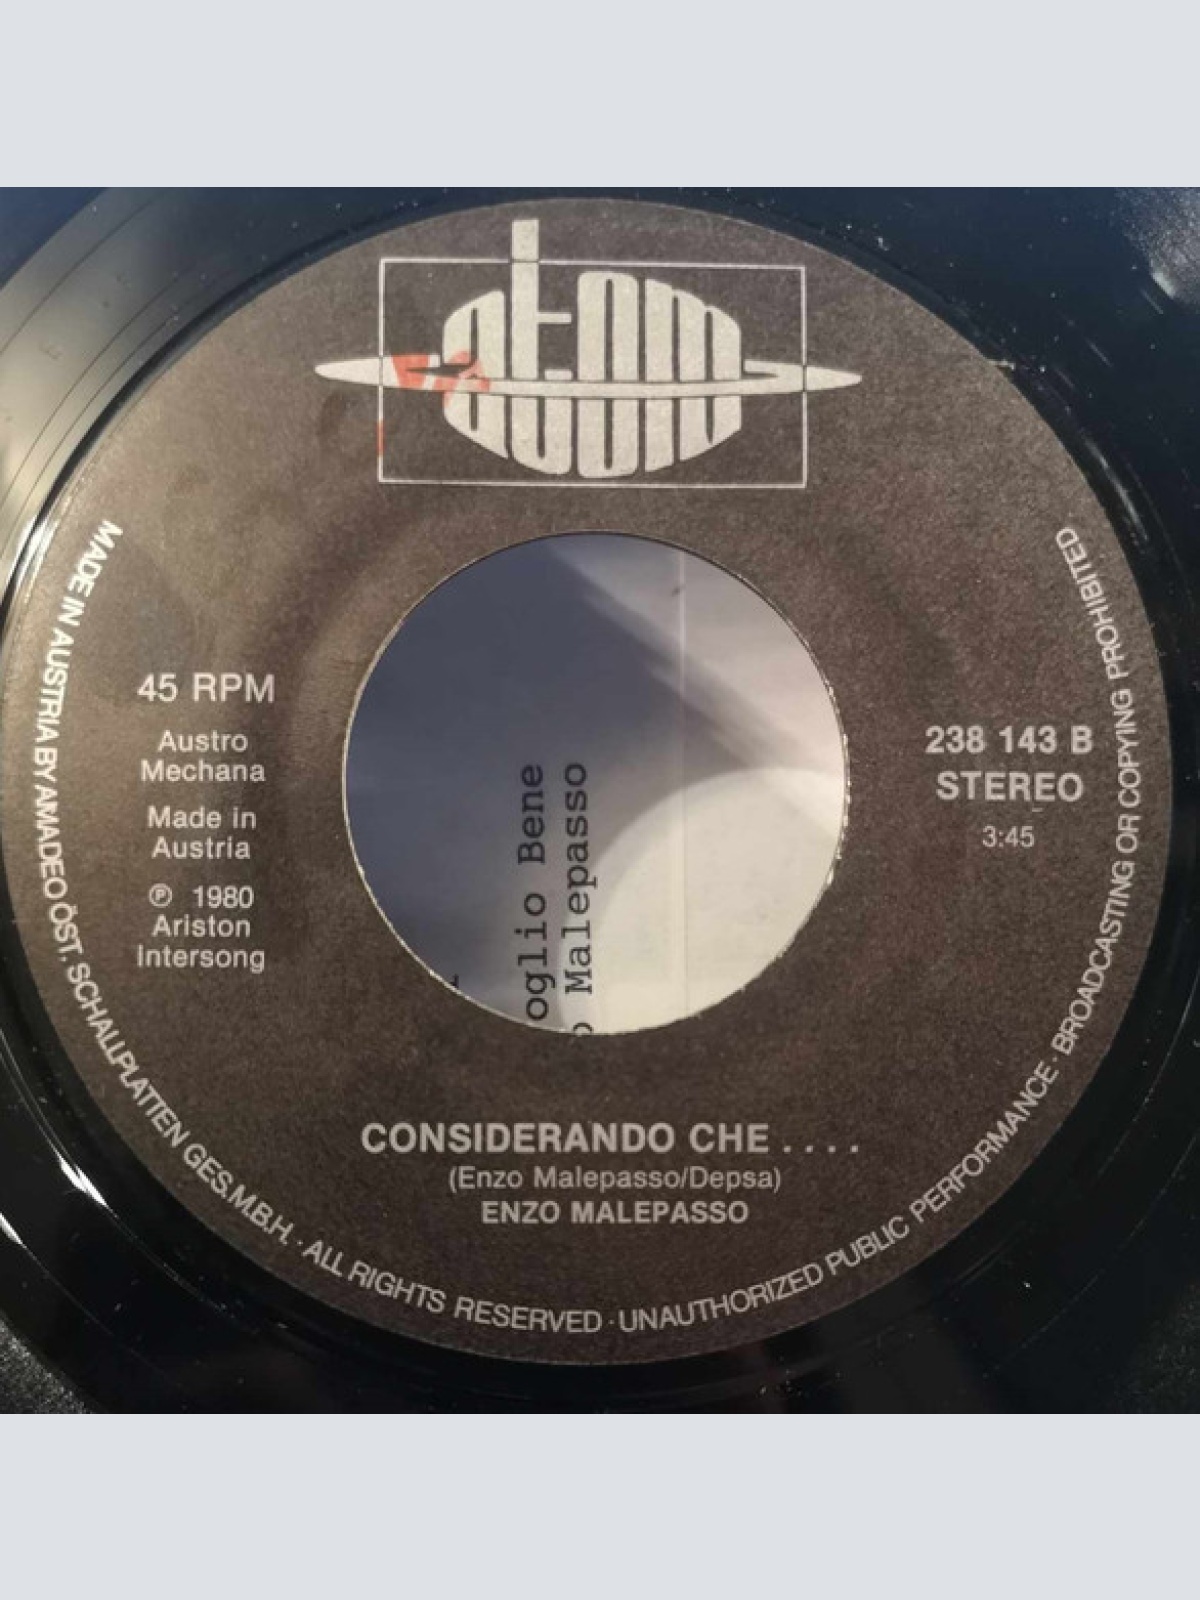 atom
45 RPM
Austro
Mechana
Made in
Austria
℗ 1980
Ariston
Intersong
238 143 B
STEREO
3:45
oglio Bene
Malepasso
CONSIDERANDO CHE ....
(Enzo Malepasso/Depsa)
ENZO MALEPASSO
MADE IN AUSTRIA BY AMADEO ÖST. SCHALLPLATTEN GES.M.B.H. · ALL RIGHTS RESERVED · UNAUTHORIZED PUBLIC PERFORMANCE · BROADCASTING OR COPYING PROHIBITED